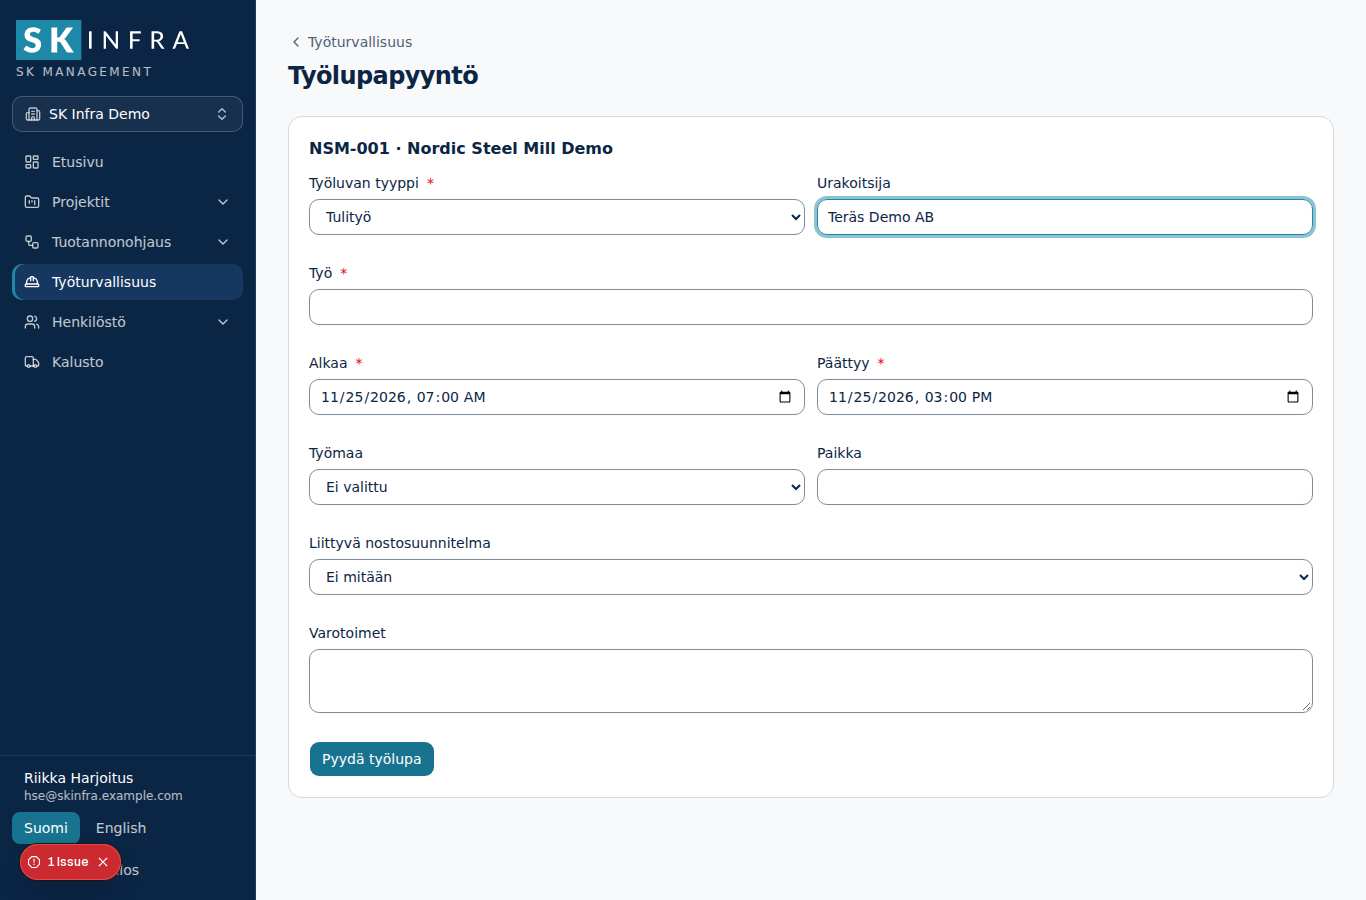 SK INFRA
SK MANAGEMENT
SK Infra Demo
Etusivu
Projektit
Tuotannonohjaus
Työturvallisuus
Henkilöstö
Kalusto
Riikka Harjoitus
hse@skinfra.example.com
Suomi English
1 Issue
Työturvallisuus
Työlupapyyntö
NSM-001 · Nordic Steel Mill Demo
Työluvan tyyppi * Urakoitsija
Tulityö Teräs Demo AB
Työ *
Alkaa * Päättyy *
11/25/2026, 07:00 AM 11/25/2026, 03:00 PM
Työmaa Paikka
Ei valittu
Liittyvä nostosuunnitelma
Ei mitään
Varotoimet
Pyydä työlupa